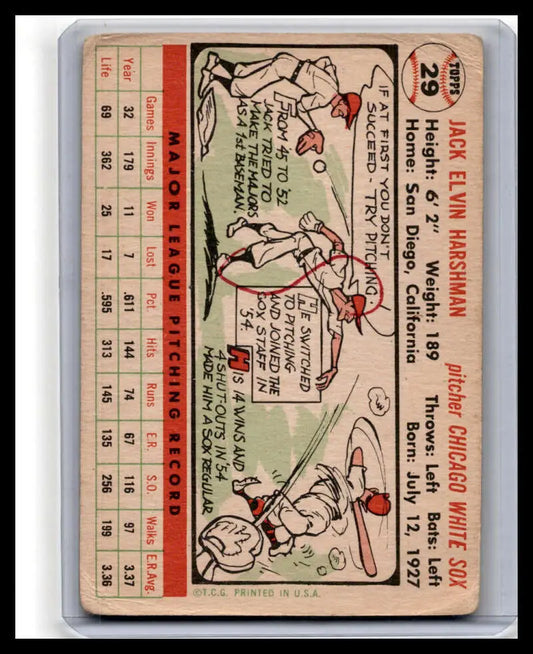 TOPPS
29
JACK ELVIN HARSHMAN pitcher CHICAGO WHITE SOX
Height: 6' 2" Weight: 189 Throws: Left Bats: Left
Home: San Diego, California Born: July 12, 1927
IF AT FIRST YOU DON'T
SUCCEED - TRY PITCHING.
FROM '45 TO '52
JACK TRIED TO
MAKE THE MAJORS
AS A 1st BASEMAN.
HE SWITCHED
TO PITCHING
AND JOINED THE
SOX STAFF IN
'54.
HIS 14 WINS AND
4 SHUT-OUTS IN '54
MADE HIM A SOX REGULAR
©T.C.G. PRINTED IN U.S.A.
MAJOR LEAGUE PITCHING RECORD
Games Innings Won Lost Pct Hits Runs E.R. S.O. Walks E.R.Avg.
Year 32 179 11 7 .611 144 74 67 116 97 3.37
Life 69 362 25 17 .595 313 145 135 256 199 3.36